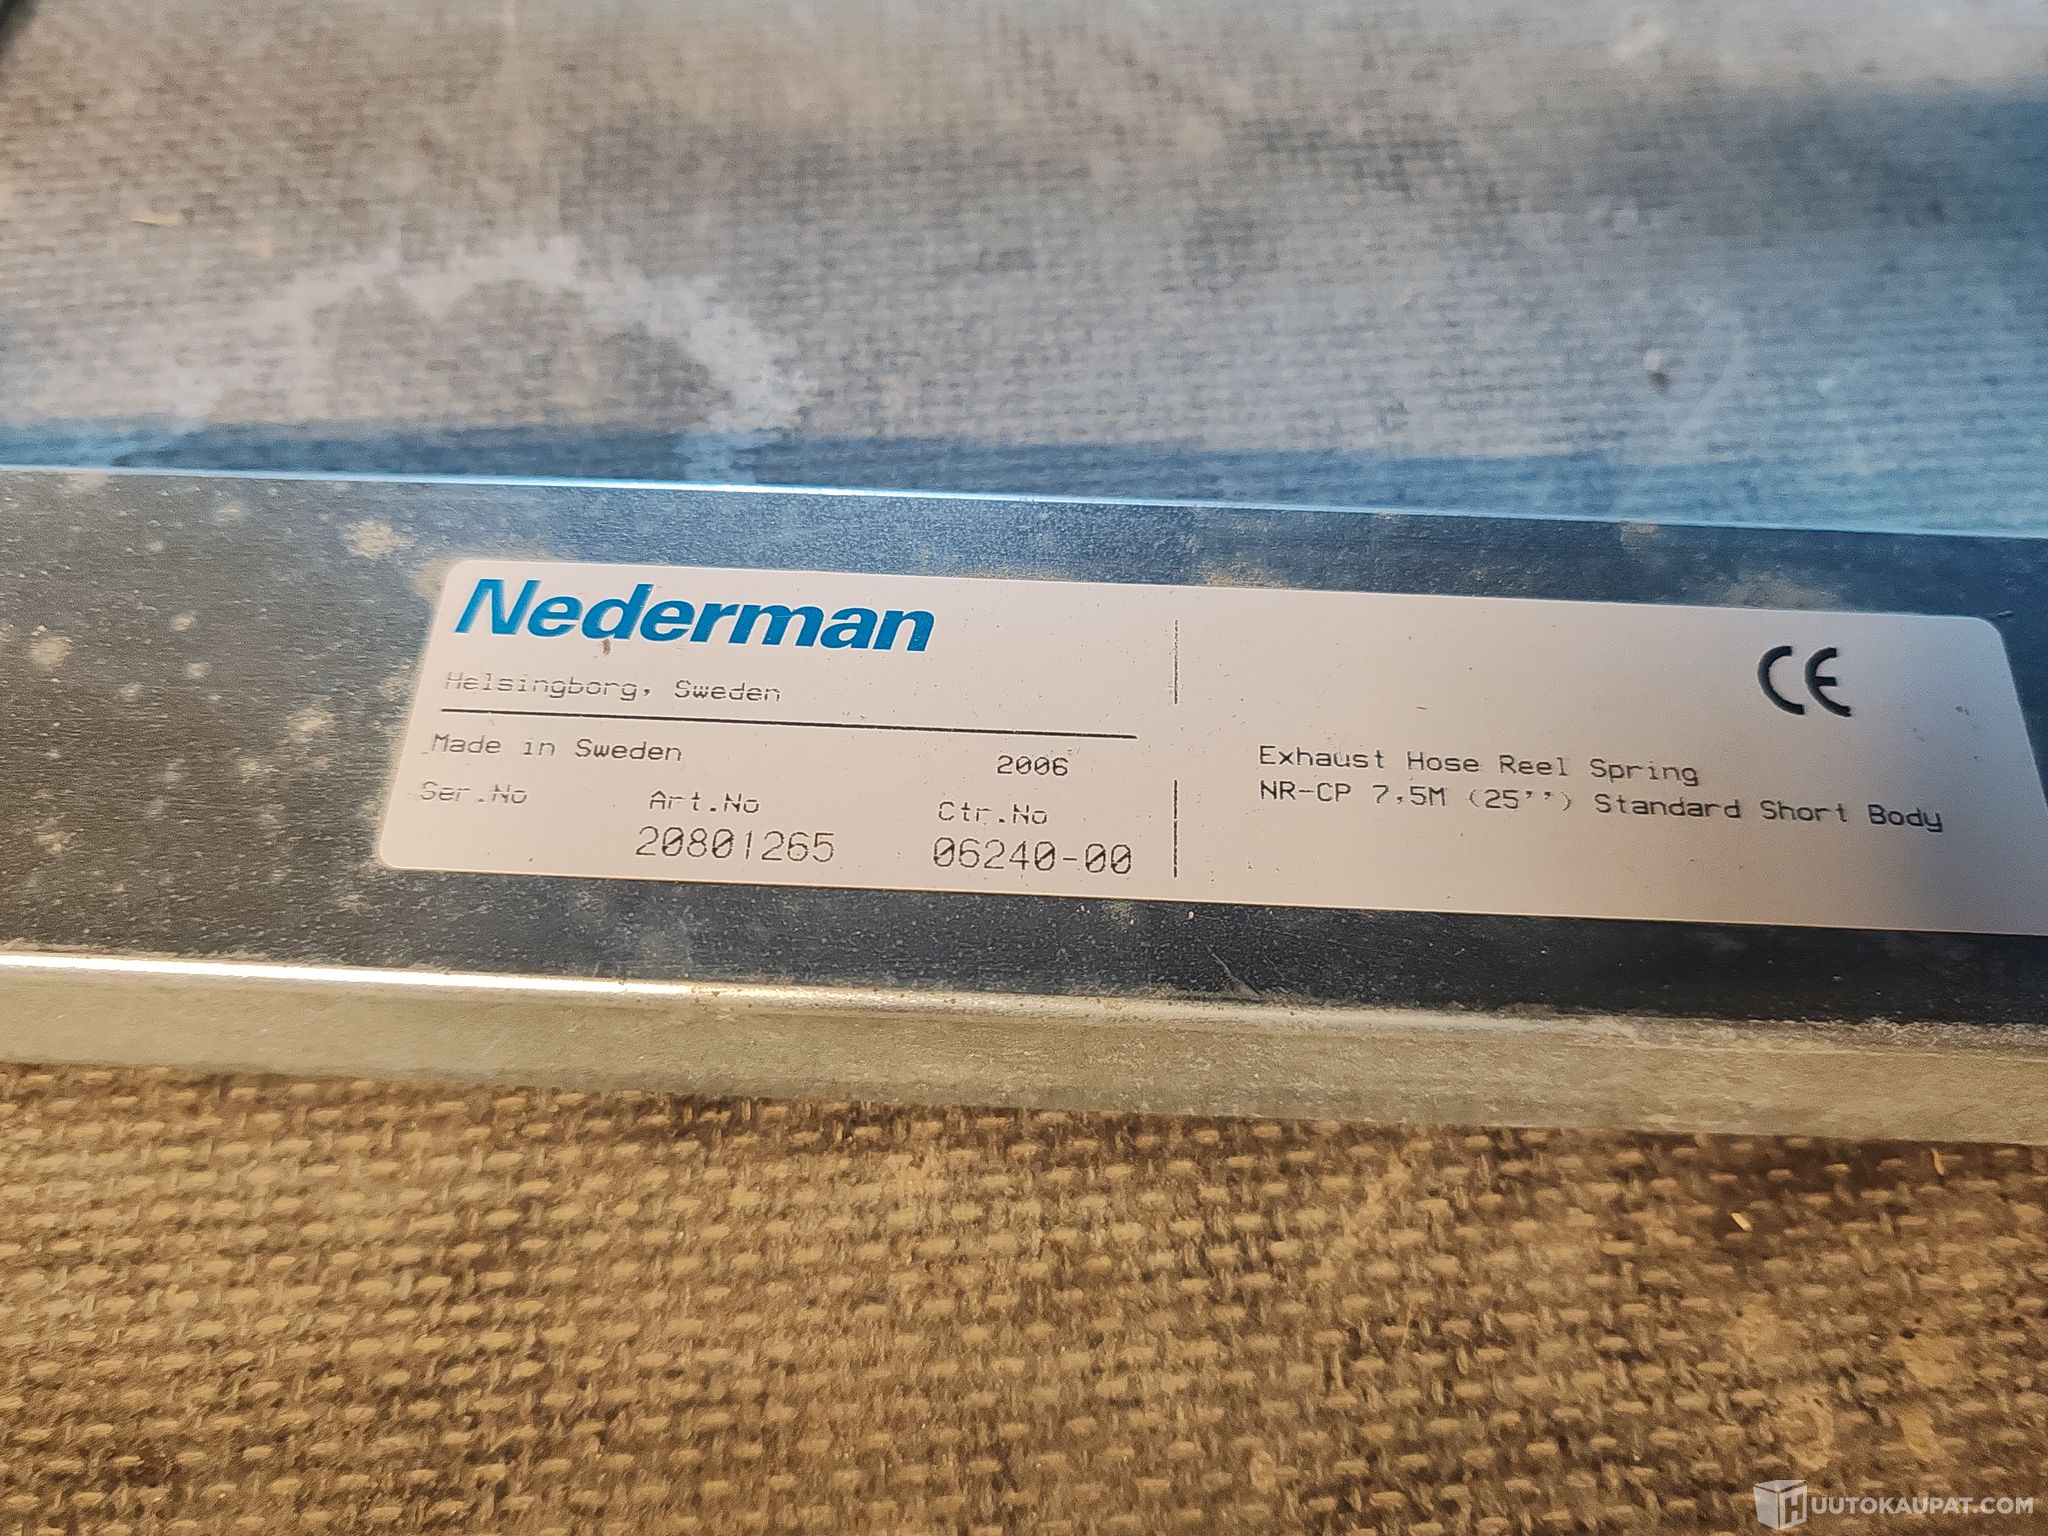 Nederman
Helsingborg, Sweden
Made in Sweden 2006
Ser.No Art.No Ctr.No
20801265 06240-00
CE
Exhaust Hose Reel Spring
NR-CP 7,5M (25'') Standard Short Body
HUUTOKAUPAT.COM